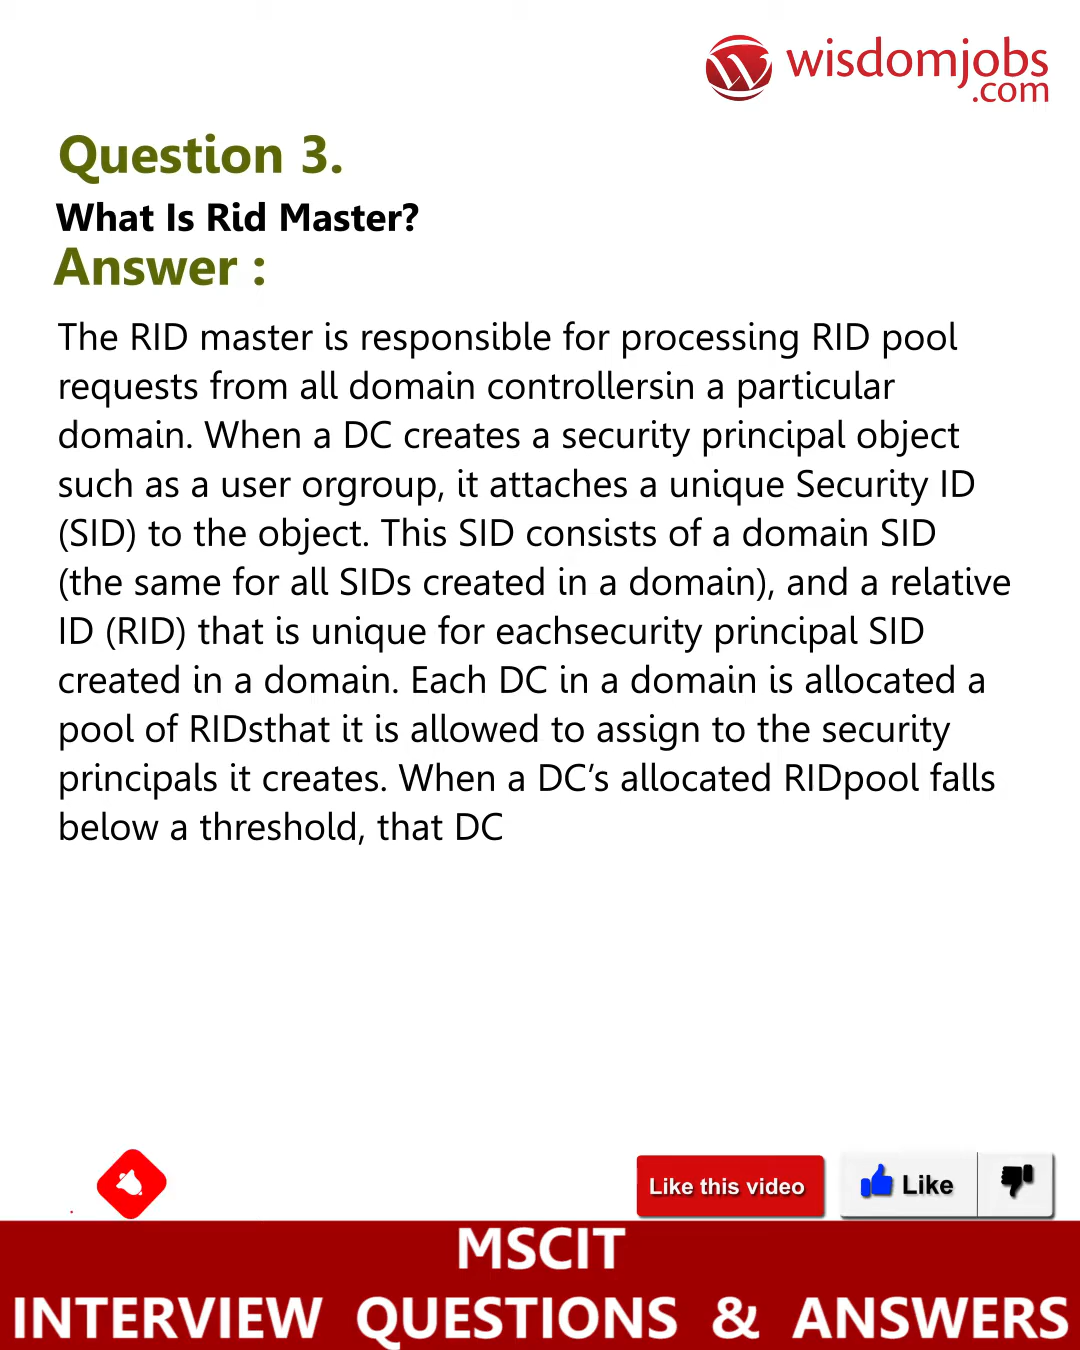 wisdomjobs
.com
Question 3.
What Is Rid Master?
Answer :
The RID master is responsible for processing RID pool
requests from all domain controllersin a particular
domain. When a DC creates a security principal object
such as a user orgroup, it attaches a unique Security ID
(SID) to the object. This SID consists of a domain SID
(the same for all SIDs created in a domain), and a relative
ID (RID) that is unique for eachsecurity principal SID
created in a domain. Each DC in a domain is allocated a
pool of RIDsthat it is allowed to assign to the security
principals it creates. When a DC’s allocated RIDpool falls
below a threshold, that DC
Like this video
Like
MSCIT
INTERVIEW QUESTIONS & ANSWERS